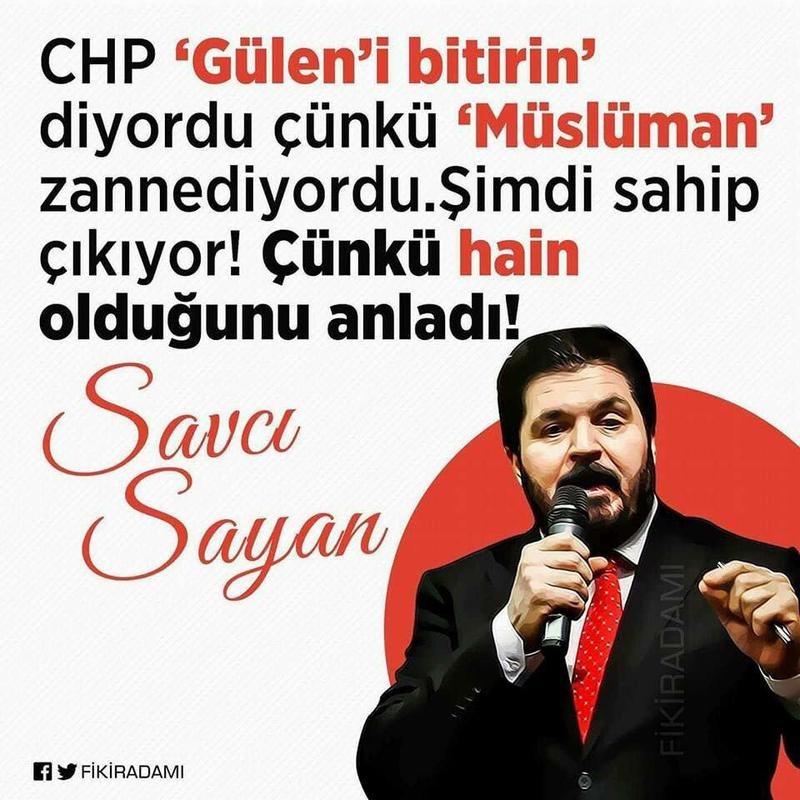 CHP ‘Gülen’i bitirin’
diyordu çünkü ‘Müslüman’
zannediyordu.Şimdi sahip
çıkıyor! Çünkü hain
olduğunu anladı!
Savcı
Sayan
FİKİRADAMI
FİKİRADAMI